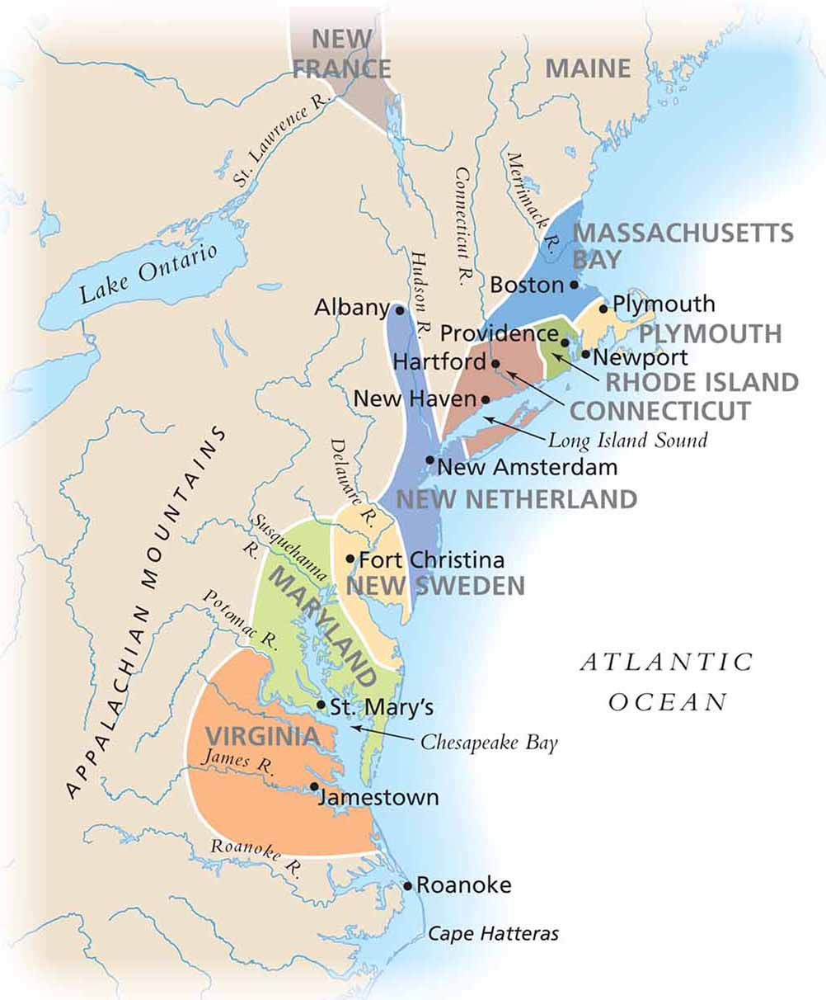 NEW
FRANCE
MAINE
St. Lawrence R.
Merrimack R.
Connecticut R.
MASSACHUSETTS
BAY
Lake Ontario
Hudson R.
Boston
Albany
Plymouth
Providence
PLYMOUTH
Newport
Hartford
RHODE ISLAND
New Haven
CONNECTICUT
Long Island Sound
APPALACHIAN MOUNTAINS
Delaware R.
New Amsterdam
NEW NETHERLAND
Susquehanna
R.
Fort Christina
NEW SWEDEN
MARYLAND
Potomac R.
ATLANTIC
OCEAN
St. Mary's
VIRGINIA
Chesapeake Bay
James R.
Jamestown
Roanoke R.
Roanoke
Cape Hatteras